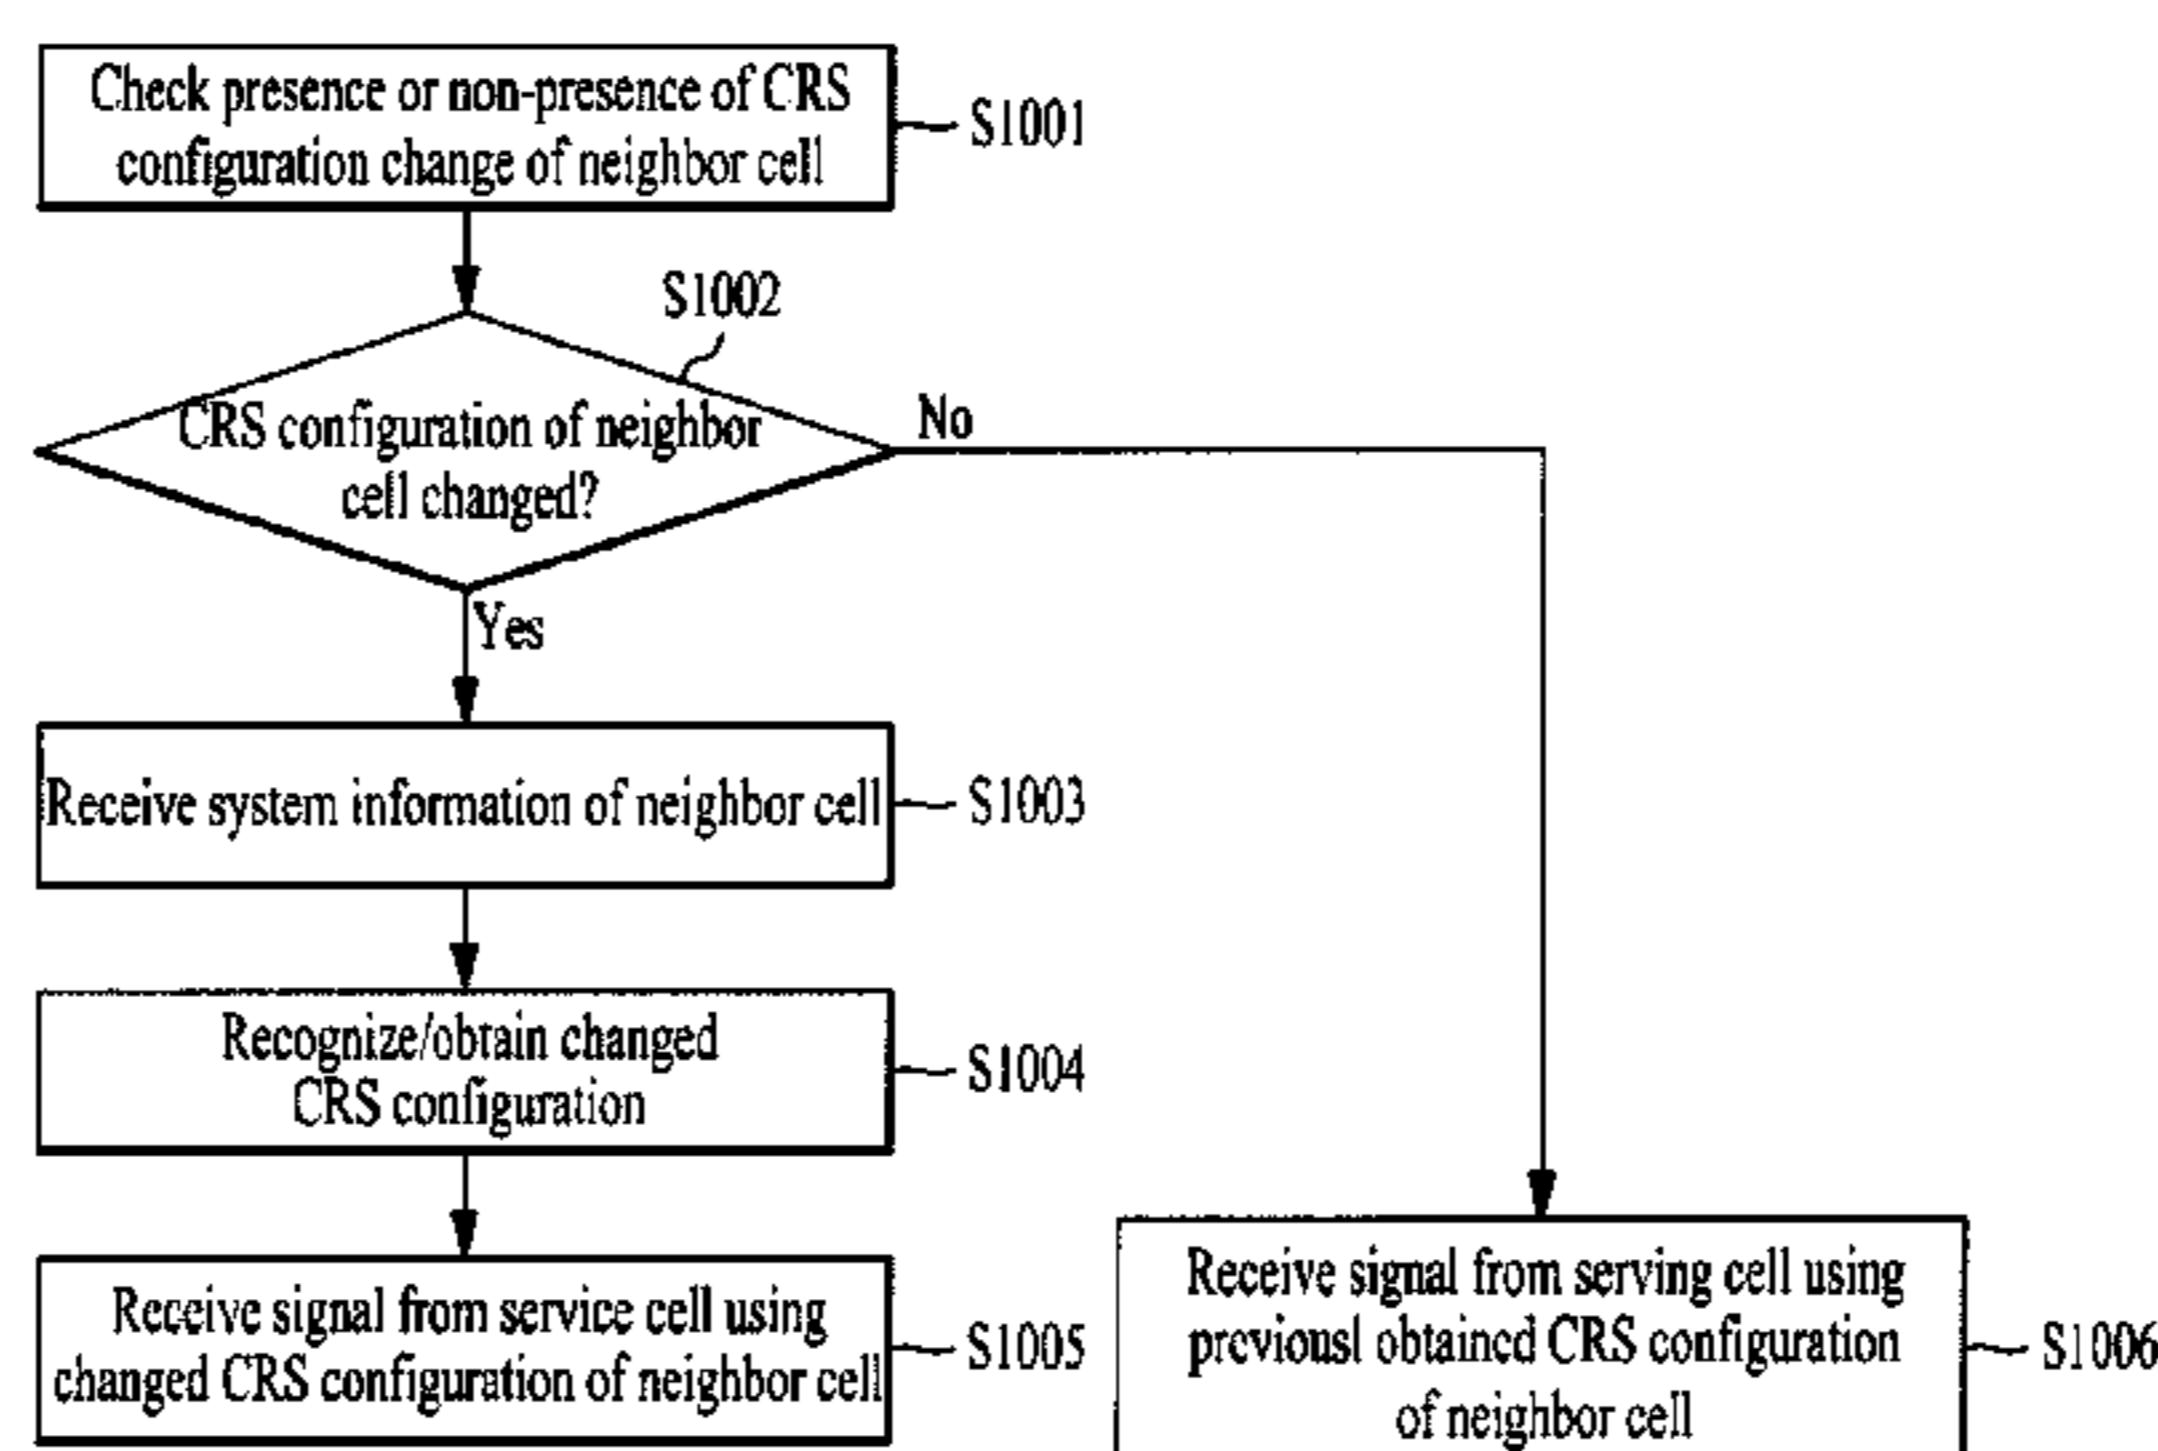 Check presence or non-presence of CRS
configuration change of neighbor cell
S1001
S1002
CRS configuration of neighbor
cell changed?
No
Yes
Receive system information of neighbor cell
S1003
Recognize/obtain changed
CRS configuration
S1004
Receive signal from service cell using
changed CRS configuration of neighbor cell
S1005
Receive signal from serving cell using
previousl obtained CRS configuration
of neighbor cell
S1006